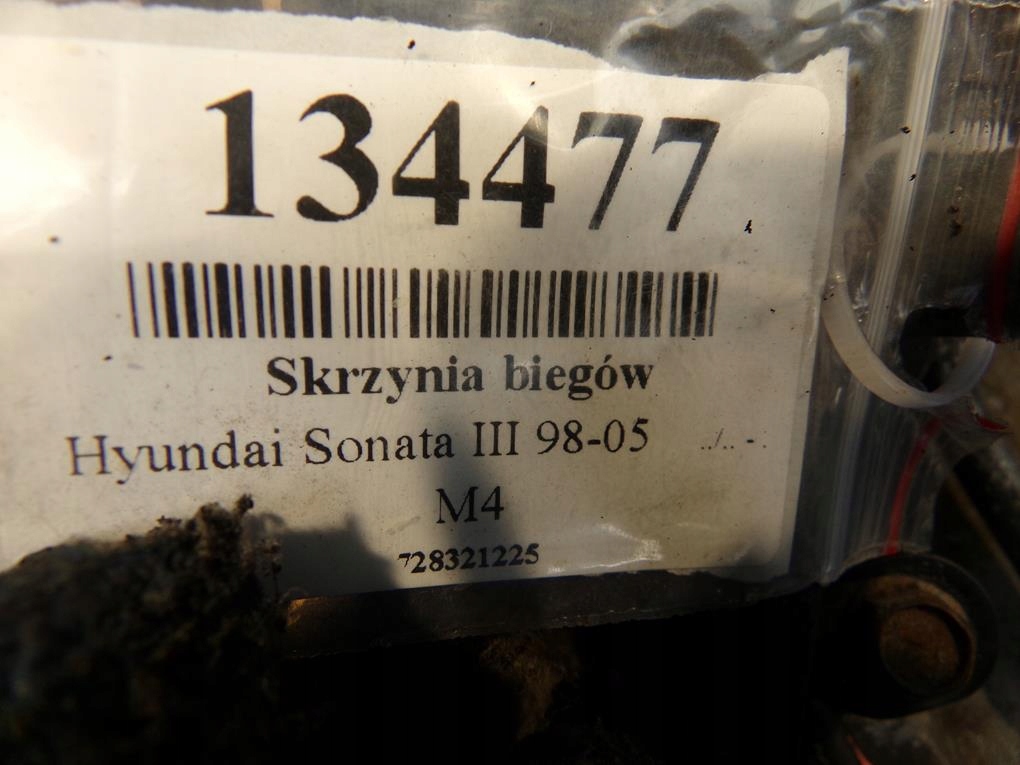 134477
Skrzynia biegów
Hyundai Sonata III 98-05 ../.. - .
M4
728321225